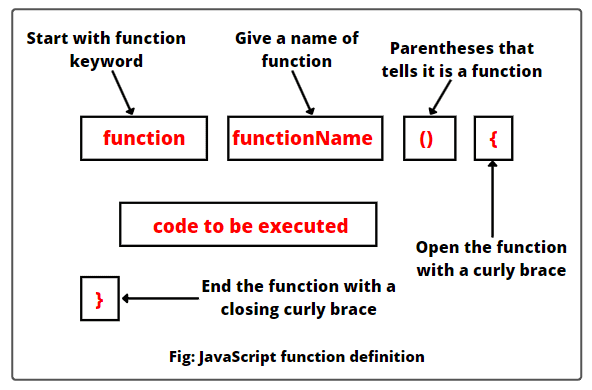 Start with function
keyword
Give a name of
function
Parentheses that
tells it is a function
function
functionName
()
{
code to be executed
Open the function
with a curly brace
}
End the function with a
closing curly brace
Fig: JavaScript function definition